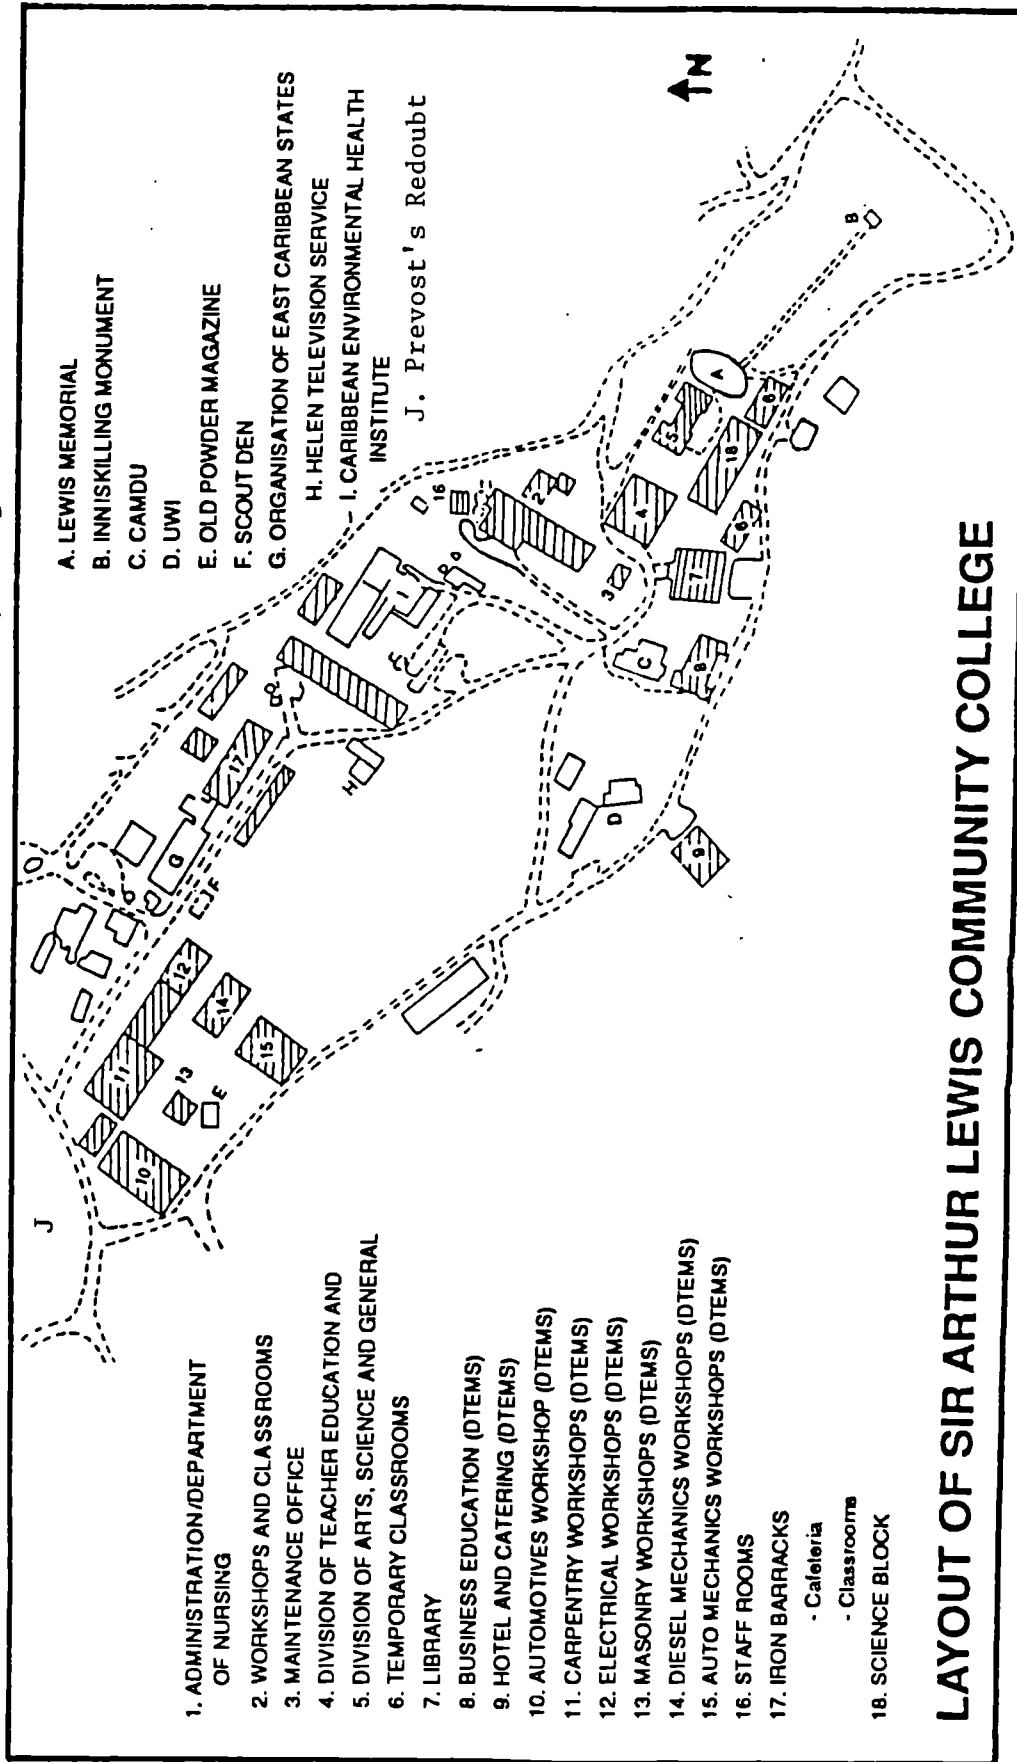 1. ADMINISTRATION/DEPARTMENT
OF NURSING
2. WORKSHOPS AND CLASSROOMS
3. MAINTENANCE OFFICE
4. DIVISION OF TEACHER EDUCATION AND
5. DIVISION OF ARTS, SCIENCE AND GENERAL
6. TEMPORARY CLASSROOMS
7. LIBRARY
8. BUSINESS EDUCATION (DTEMS)
9. HOTEL AND CATERING (DTEMS)
10. AUTOMOTIVES WORKSHOP (DTEMS)
11. CARPENTRY WORKSHOPS (DTEMS)
12. ELECTRICAL WORKSHOPS (DTEMS)
13. MASONRY WORKSHOPS (DTEMS)
14. DIESEL MECHANICS WORKSHOPS (DTEMS)
15. AUTO MECHANICS WORKSHOPS (DTEMS)
16. STAFF ROOMS
17. IRON BARRACKS
- Cafeteria
- Classrooms
18. SCIENCE BLOCK
A. LEWIS MEMORIAL
B. INNISKILLING MONUMENT
C. CAMDU
D. UWI
E. OLD POWDER MAGAZINE
F. SCOUT DEN
G. ORGANISATION OF EAST CARIBBEAN STATES
H. HELEN TELEVISION SERVICE
I. CARIBBEAN ENVIRONMENTAL HEALTH
INSTITUTE
J. Prevost's Redoubt
J
10
11
12
13
E
14
15
F
G
17
H
I
16
2
3
4
5
A
6
18
6
7
C
8
D
9
B
N
LAYOUT OF SIR ARTHUR LEWIS COMMUNITY COLLEGE